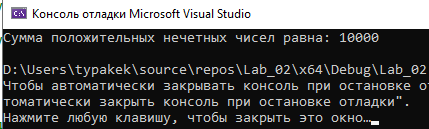 Консоль отладки Microsoft Visual Studio
Сумма положительных нечетных чисел равна: 10000
D:\Users\typakek\source\repos\Lab_02\x64\Debug\Lab_02
Чтобы автоматически закрывать консоль при остановке от
томатически закрыть консоль при остановке отладки".
Нажмите любую клавишу, чтобы закрыть это окно…